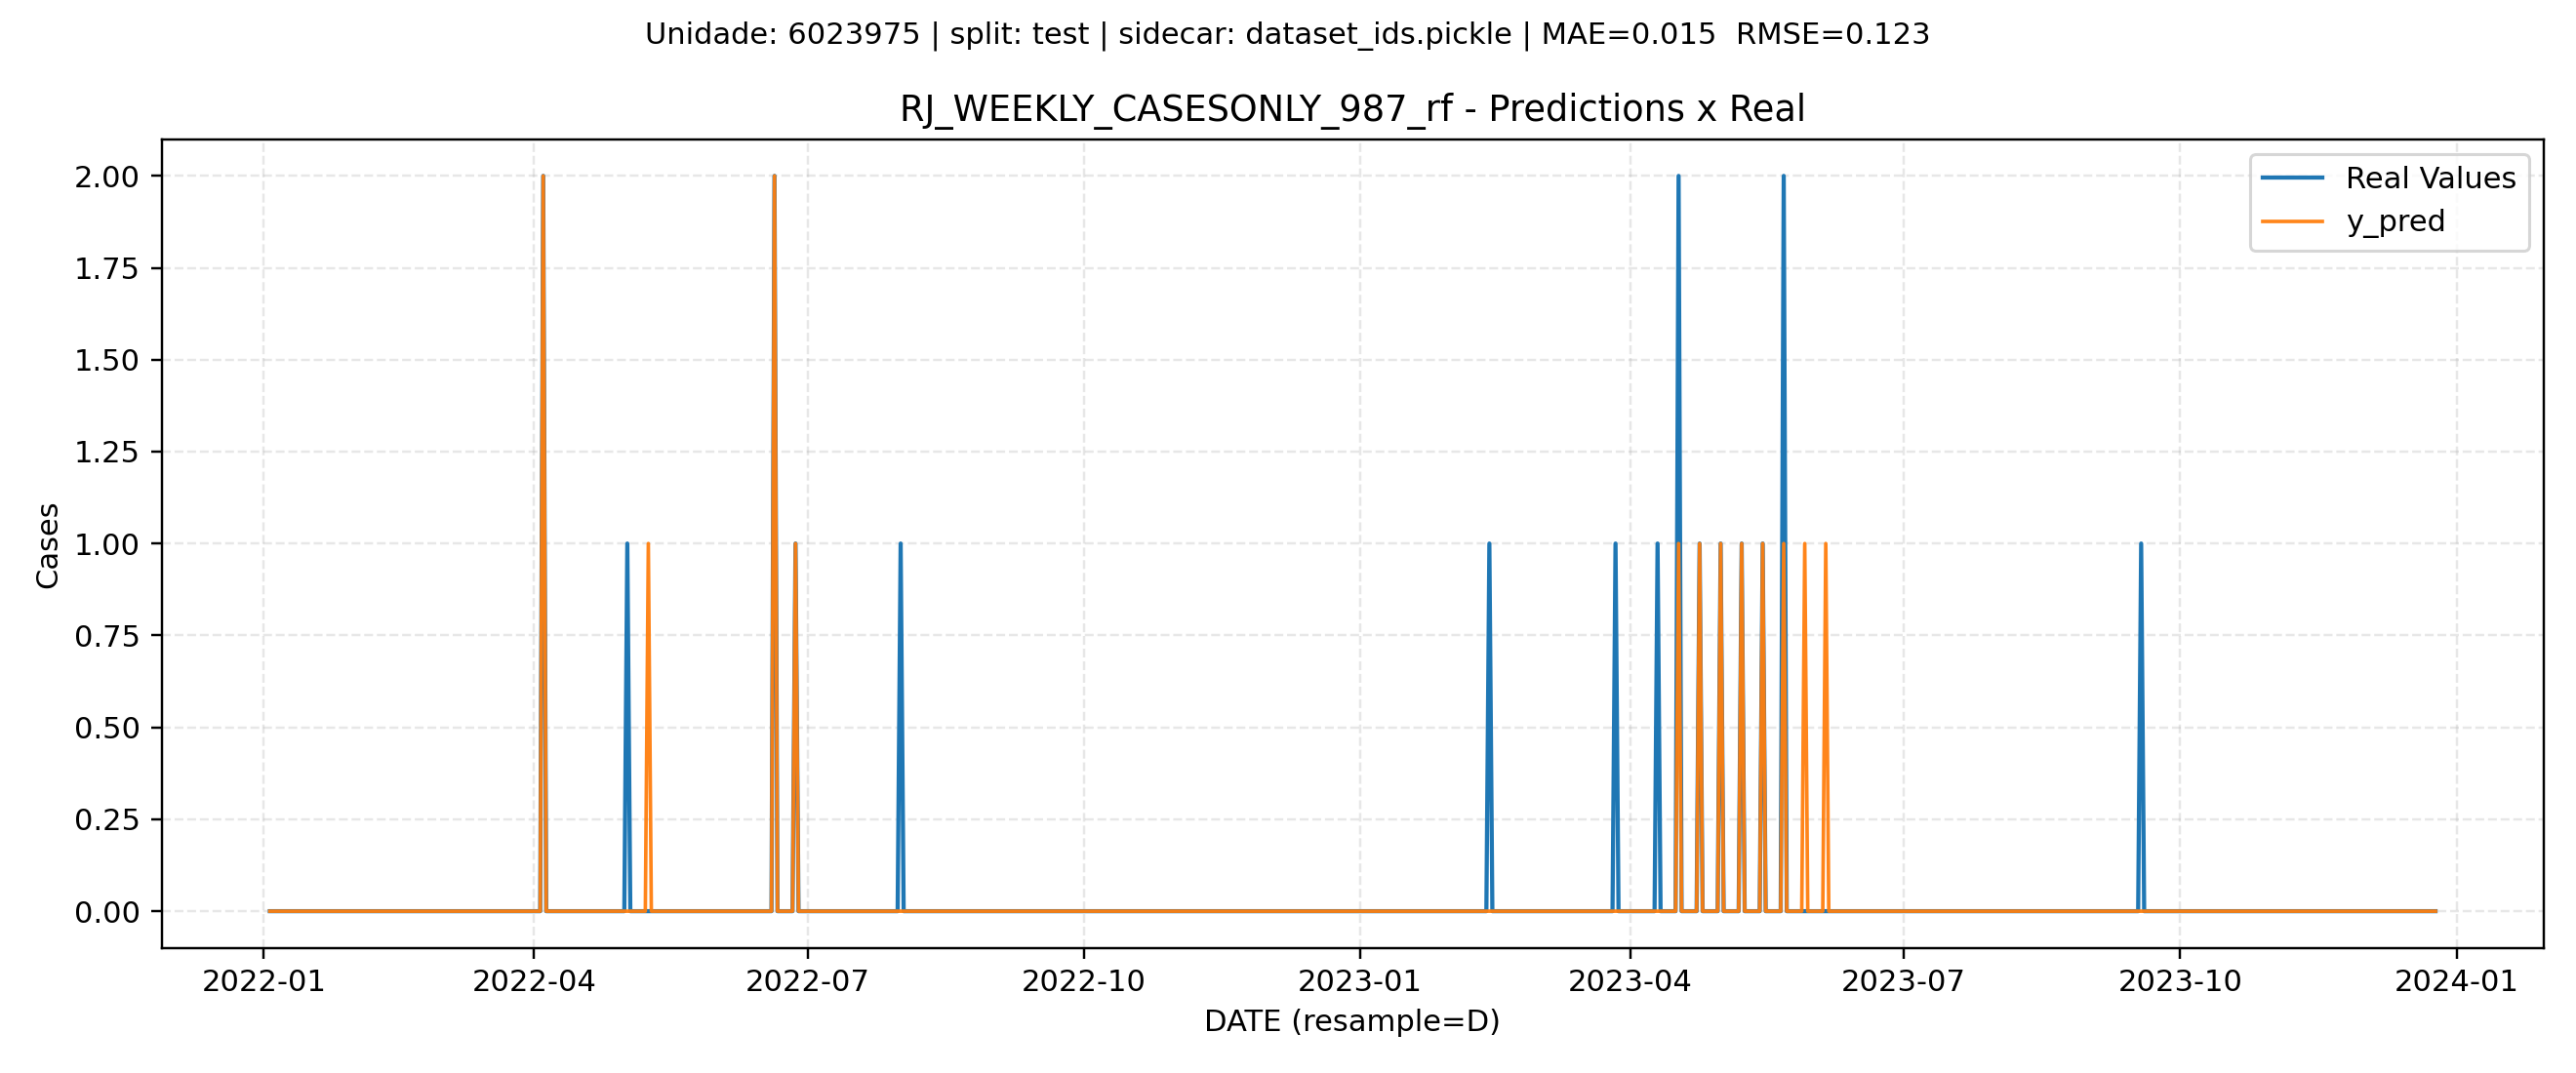 Unidade: 6023975 | split: test | sidecar: dataset_ids.pickle | MAE=0.015  RMSE=0.123
RJ_WEEKLY_CASESONLY_987_rf - Predictions x Real
Real Values
y_pred
Cases
2.00
1.75
1.50
1.25
1.00
0.75
0.50
0.25
0.00
2022-01 2022-04 2022-07 2022-10 2023-01 2023-04 2023-07 2023-10 2024-01
DATE (resample=D)